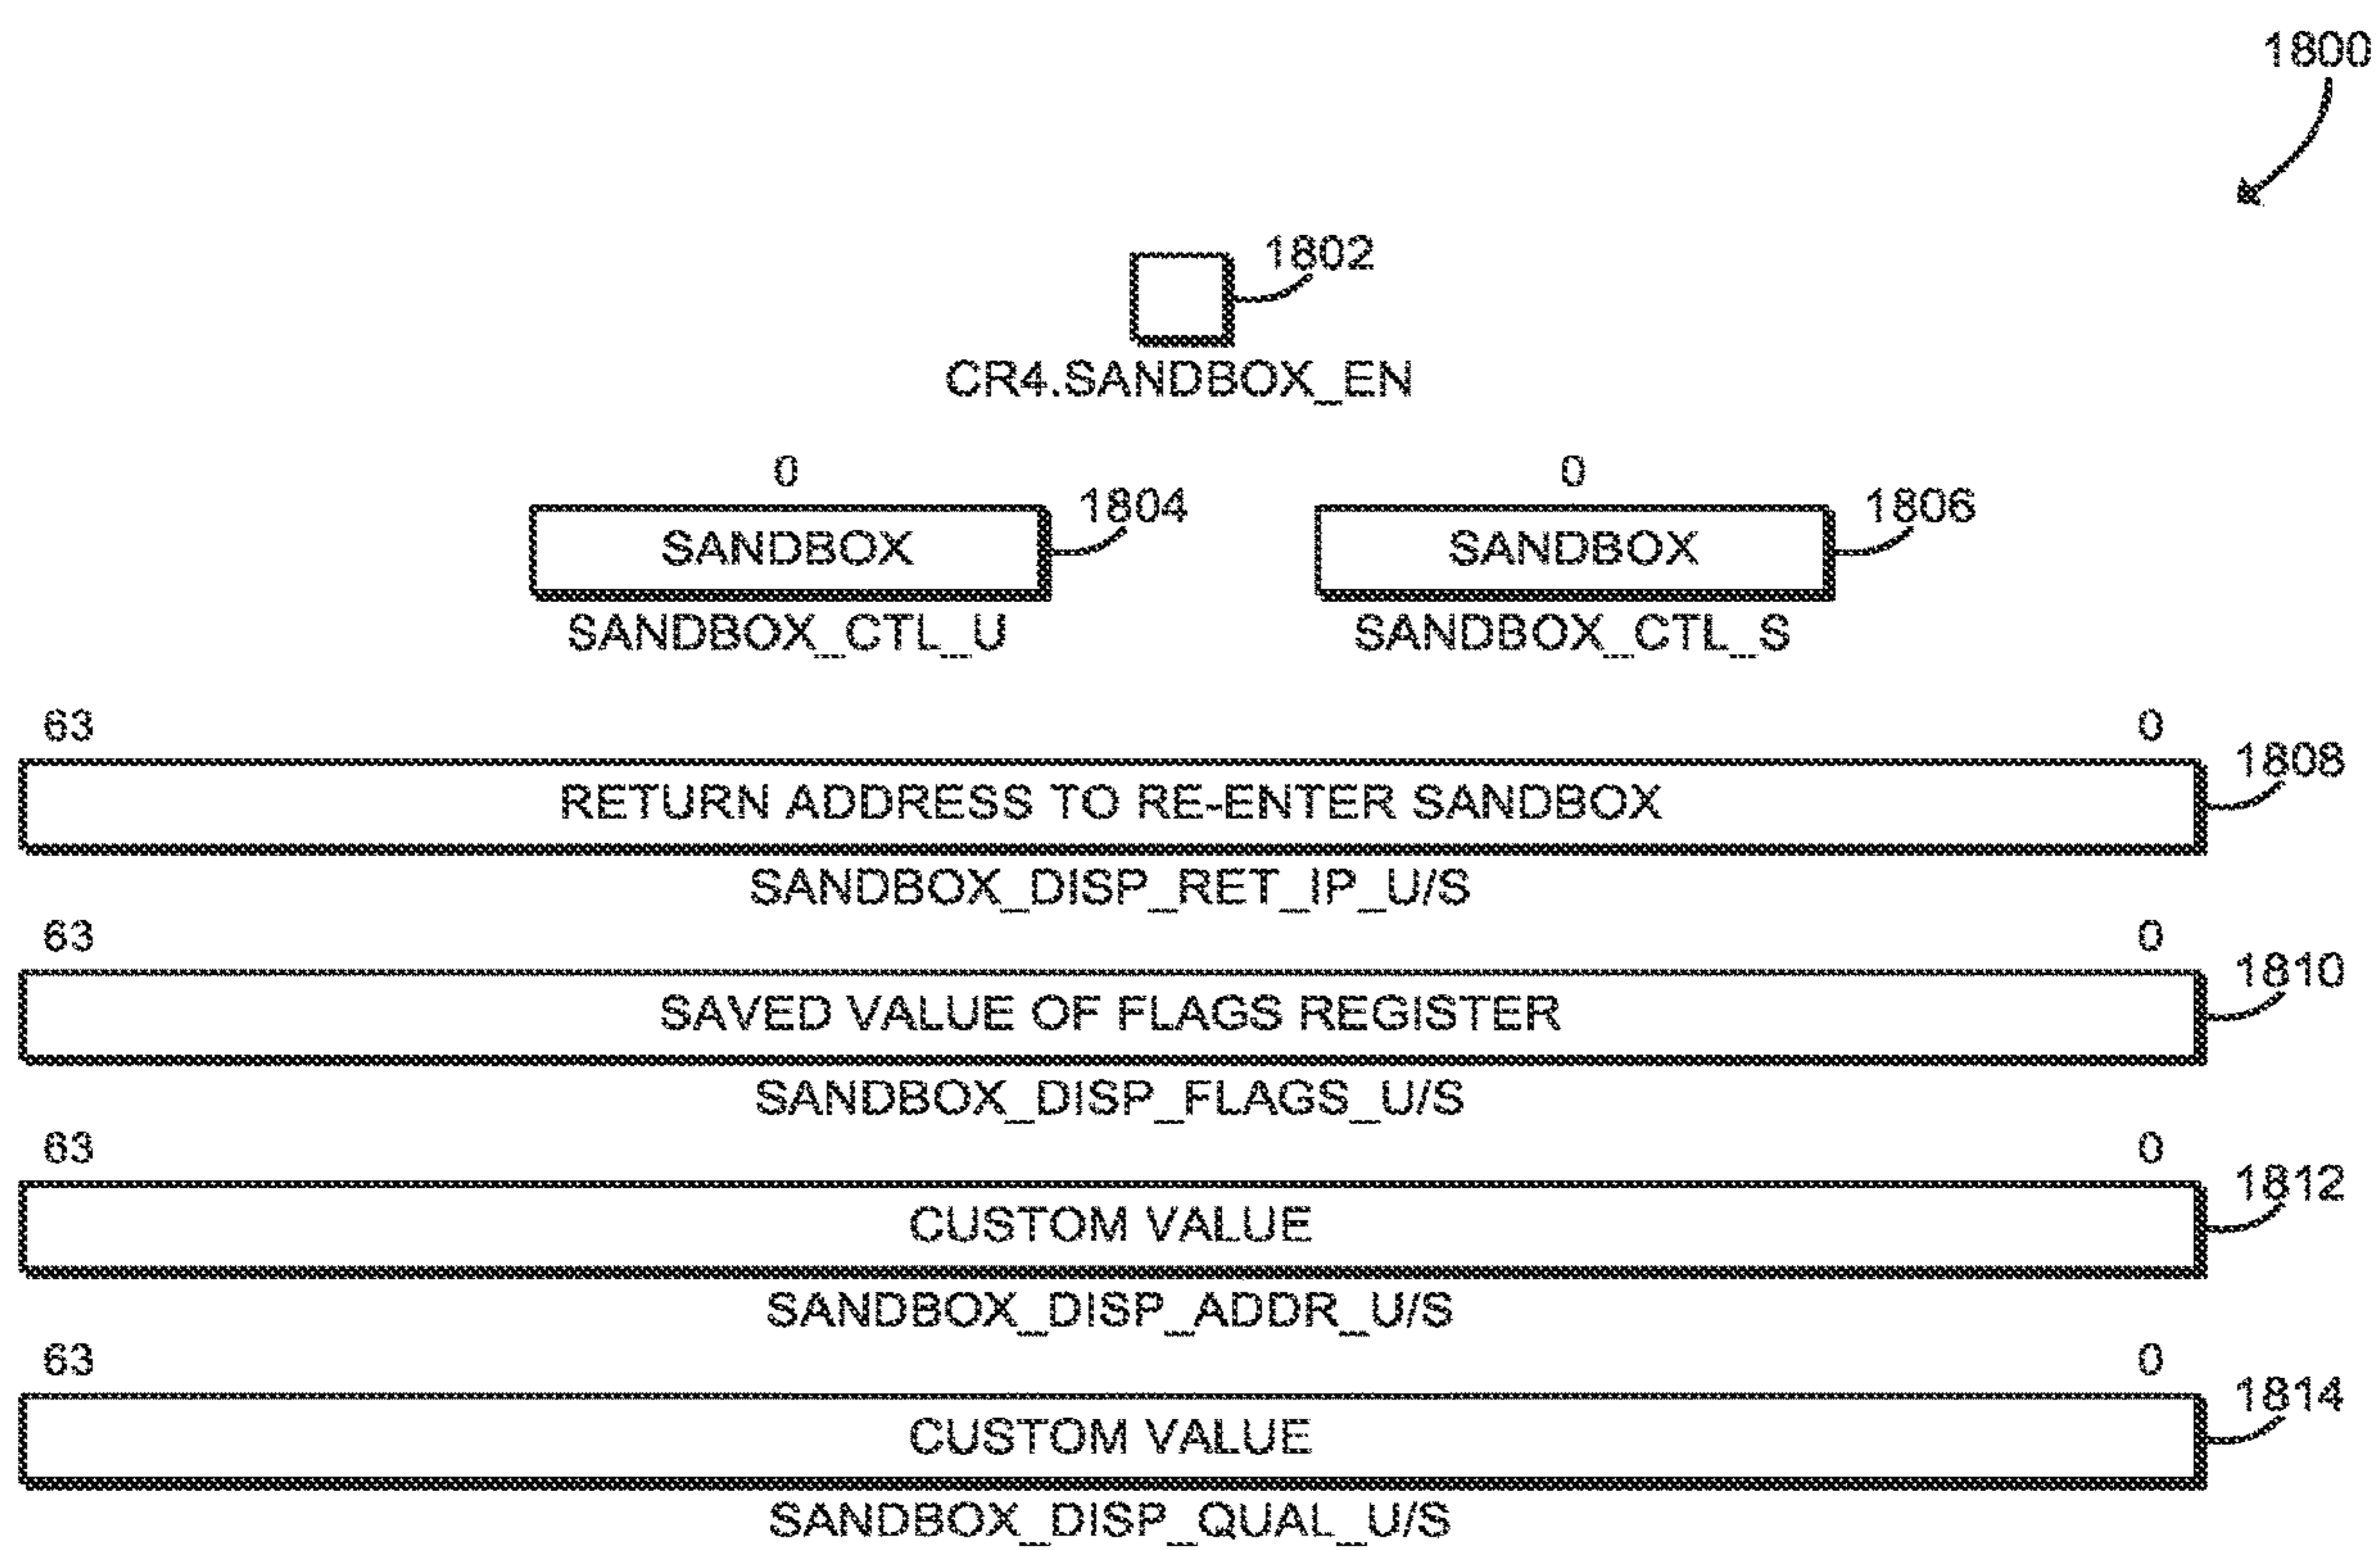 1800
1802
CR4.SANDBOX_EN
0 0
1804 1806
SANDBOX SANDBOX
SANDBOX_CTL_U SANDBOX_CTL_S
63 0
1808
RETURN ADDRESS TO RE-ENTER SANDBOX
SANDBOX_DISP_RET_IP_U/S
63 0
1810
SAVED VALUE OF FLAGS REGISTER
SANDBOX_DISP_FLAGS_U/S
63 0
1812
CUSTOM VALUE
SANDBOX_DISP_ADDR_U/S
63 0
1814
CUSTOM VALUE
SANDBOX_DISP_QUAL_U/S